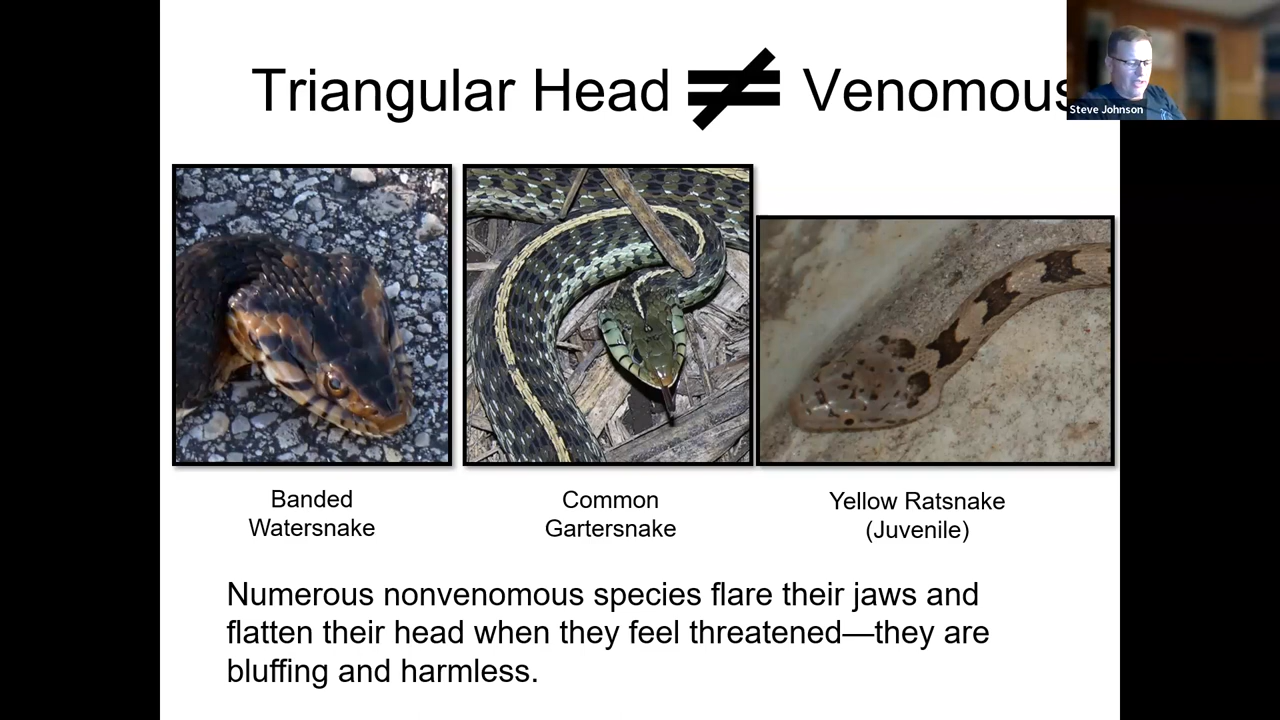 Triangular Head ≠ Venomous
Steve Johnson
Banded
Watersnake
Common
Gartersnake
Yellow Ratsnake
(Juvenile)
Numerous nonvenomous species flare their jaws and
flatten their head when they feel threatened—they are
bluffing and harmless.